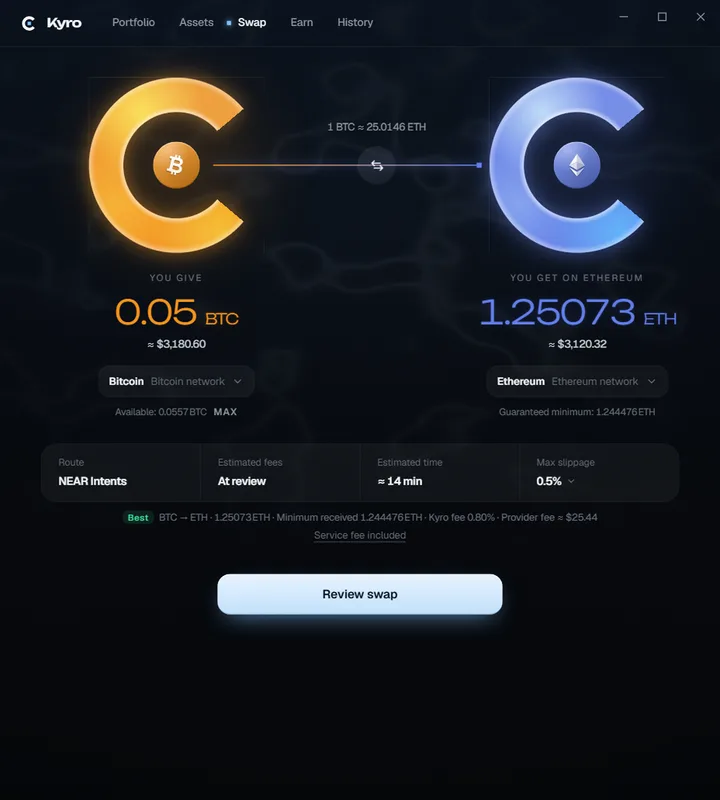 Kyro
Portfolio
Assets
Swap
Earn
History
1 BTC ≈ 25.0146 ETH
YOU GIVE
0.05 BTC
≈ $3,180.60
Bitcoin Bitcoin network
Available: 0.0557 BTC MAX
YOU GET ON ETHEREUM
1.25073 ETH
≈ $3,120.32
Ethereum Ethereum network
Guaranteed minimum: 1.244476 ETH
Route
NEAR Intents
Estimated fees
At review
Estimated time
≈ 14 min
Max slippage
0.5%
Best BTC → ETH · 1.25073 ETH · Minimum received 1.244476 ETH · Kyro fee 0.80% · Provider fee ≈ $25.44
Service fee included
Review swap